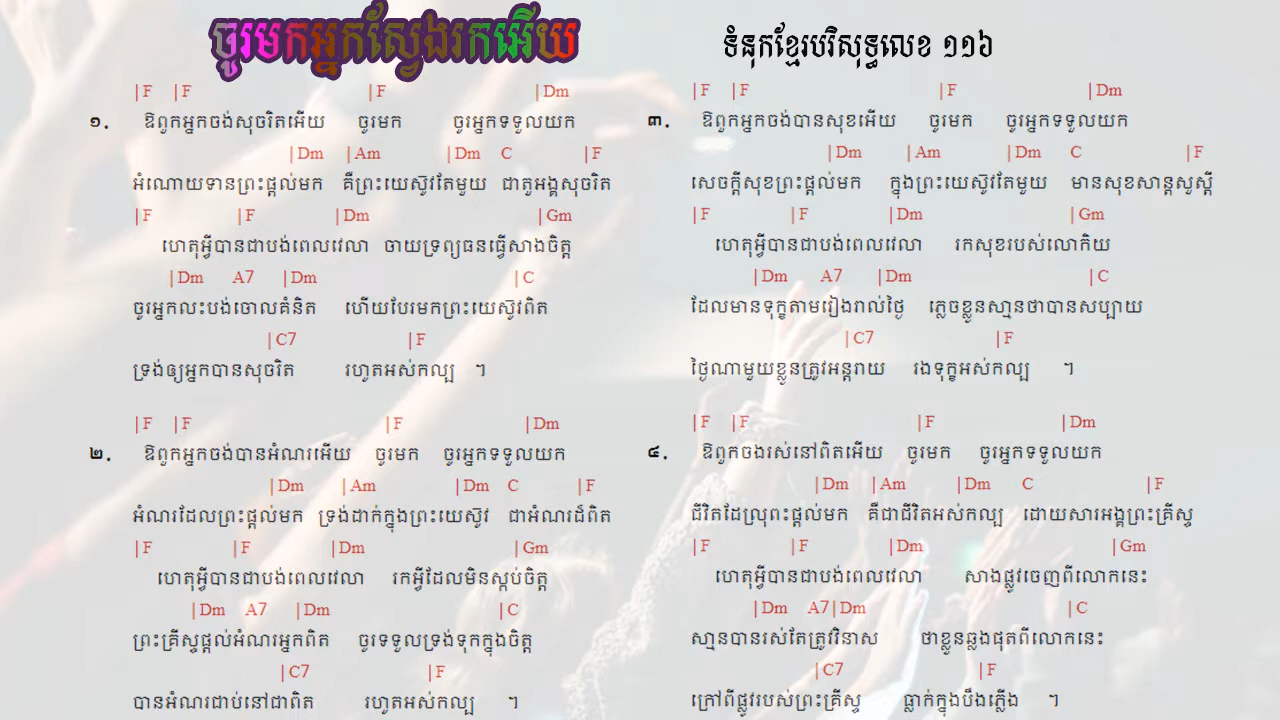 ចូរមកអ្នកស្វែងរកអើយ
ទំនុកខ្មែរបរិសុទ្ធលេខ ១១៦
|F |F |F |Dm
១. ឱពួកអ្នកចង់សុចរិតអើយ ចូរមក ចូរអ្នកទទួលយក
|Dm |Am |Dm C |F
អំណោយទានព្រះផ្តល់មក គឺព្រះយេស៊ូវតែមួយ ជាតួអង្គសុចរិត
|F |F |Dm |Gm
ហេតុអ្វីបានជាបង់ពេលវេលា ចាយទ្រព្យធនធ្វើសាងចិត្ត
|Dm A7 |Dm |C
ចូរអ្នកលះបង់ចោលគំនិត ហើយបែរមកព្រះយេស៊ូវពិត
|C7 |F
ទ្រង់ឲ្យអ្នកបានសុចរិត រហូតអស់កល្ប ។
|F |F |F |Dm
២. ឱពួកអ្នកចង់បានអំណរអើយ ចូរមក ចូរអ្នកទទួលយក
|Dm |Am |Dm C |F
អំណរដែលព្រះផ្តល់មក ទ្រង់ដាក់ក្នុងព្រះយេស៊ូវ ជាអំណរដ៏ពិត
|F |F |Dm |Gm
ហេតុអ្វីបានជាបង់ពេលវេលា រកអ្វីដែលមិនស្កប់ចិត្ត
|Dm A7 |Dm |C
ព្រះគ្រីស្ទផ្តល់អំណរអ្នកពិត ចូរទទួលទ្រង់ទុកក្នុងចិត្ត
|C7 |F
បានអំណរជាប់នៅជាពិត រហូតអស់កល្ប ។
|F |F |F |Dm
៣. ឱពួកអ្នកចង់បានសុខអើយ ចូរមក ចូរអ្នកទទួលយក
|Dm |Am |Dm C |F
សេចក្តីសុខព្រះផ្តល់មក ក្នុងព្រះយេស៊ូវតែមួយ មានសុខសាន្តសួស្តី
|F |F |Dm |Gm
ហេតុអ្វីបានជាបង់ពេលវេលា រកសុខរបស់លោកិយ
|Dm A7 |Dm |C
ដែលមានទុក្ខតាមរៀងរាល់ថ្ងៃ ភ្លេចខ្លួនស្មានថាបានសប្បាយ
|C7 |F
ថ្ងៃណាមួយខ្លួនត្រូវអន្តរាយ រងទុក្ខអស់កល្ប ។
|F |F |F |Dm
៤. ឱពួកចងរស់នៅពិតអើយ ចូរមក ចូរអ្នកទទួលយក
|Dm |Am |Dm C |F
ជីវិតដែល្រុពះផ្តល់មក គឺជាជីវិតអស់កល្ប ដោយសារអង្គព្រះគ្រីស្ទ
|F |F |Dm |Gm
ហេតុអ្វីបានជាបង់ពេលវេលា សាងផ្លូវចេញពីលោកនេះ
|Dm A7 |Dm |C
ស្មានបានរស់តែត្រូវវិនាស ថាខ្លួនឆ្លងផុតពីលោកនេះ
|C7 |F
ក្រៅពីផ្លូវរបស់ព្រះគ្រីស្ទ ធ្លាក់ក្នុងបឹងភ្លើង ។